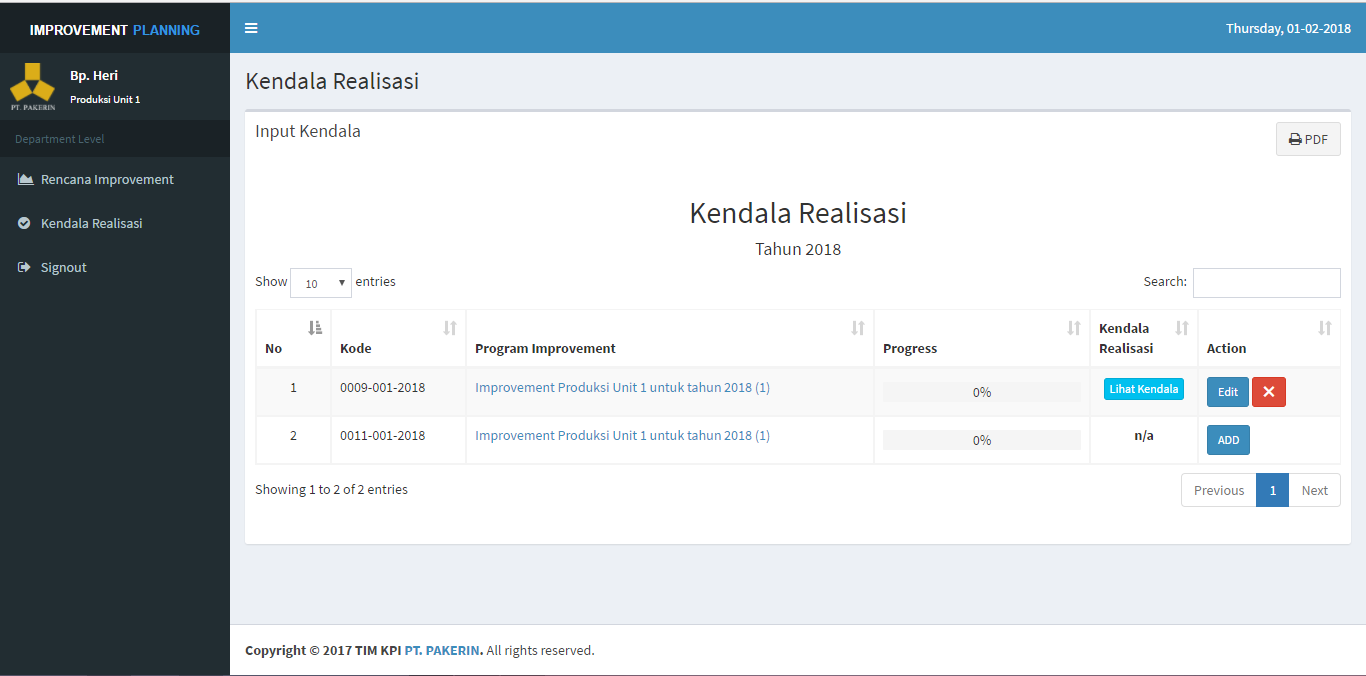 IMPROVEMENT PLANNING
Thursday, 01-02-2018
PT. PAKERIN
Bp. Heri
Produksi Unit 1
Department Level
Rencana Improvement
Kendala Realisasi
Signout
Kendala Realisasi
Input Kendala
PDF
Kendala Realisasi
Tahun 2018
Show 10 entries
Search:
No Kode Program Improvement Progress Kendala Realisasi Action
1 0009-001-2018 Improvement Produksi Unit 1 untuk tahun 2018 (1) 0% Lihat Kendala Edit
2 0011-001-2018 Improvement Produksi Unit 1 untuk tahun 2018 (1) 0% n/a ADD
Showing 1 to 2 of 2 entries
Previous 1 Next
Copyright © 2017 TIM KPI PT. PAKERIN. All rights reserved.